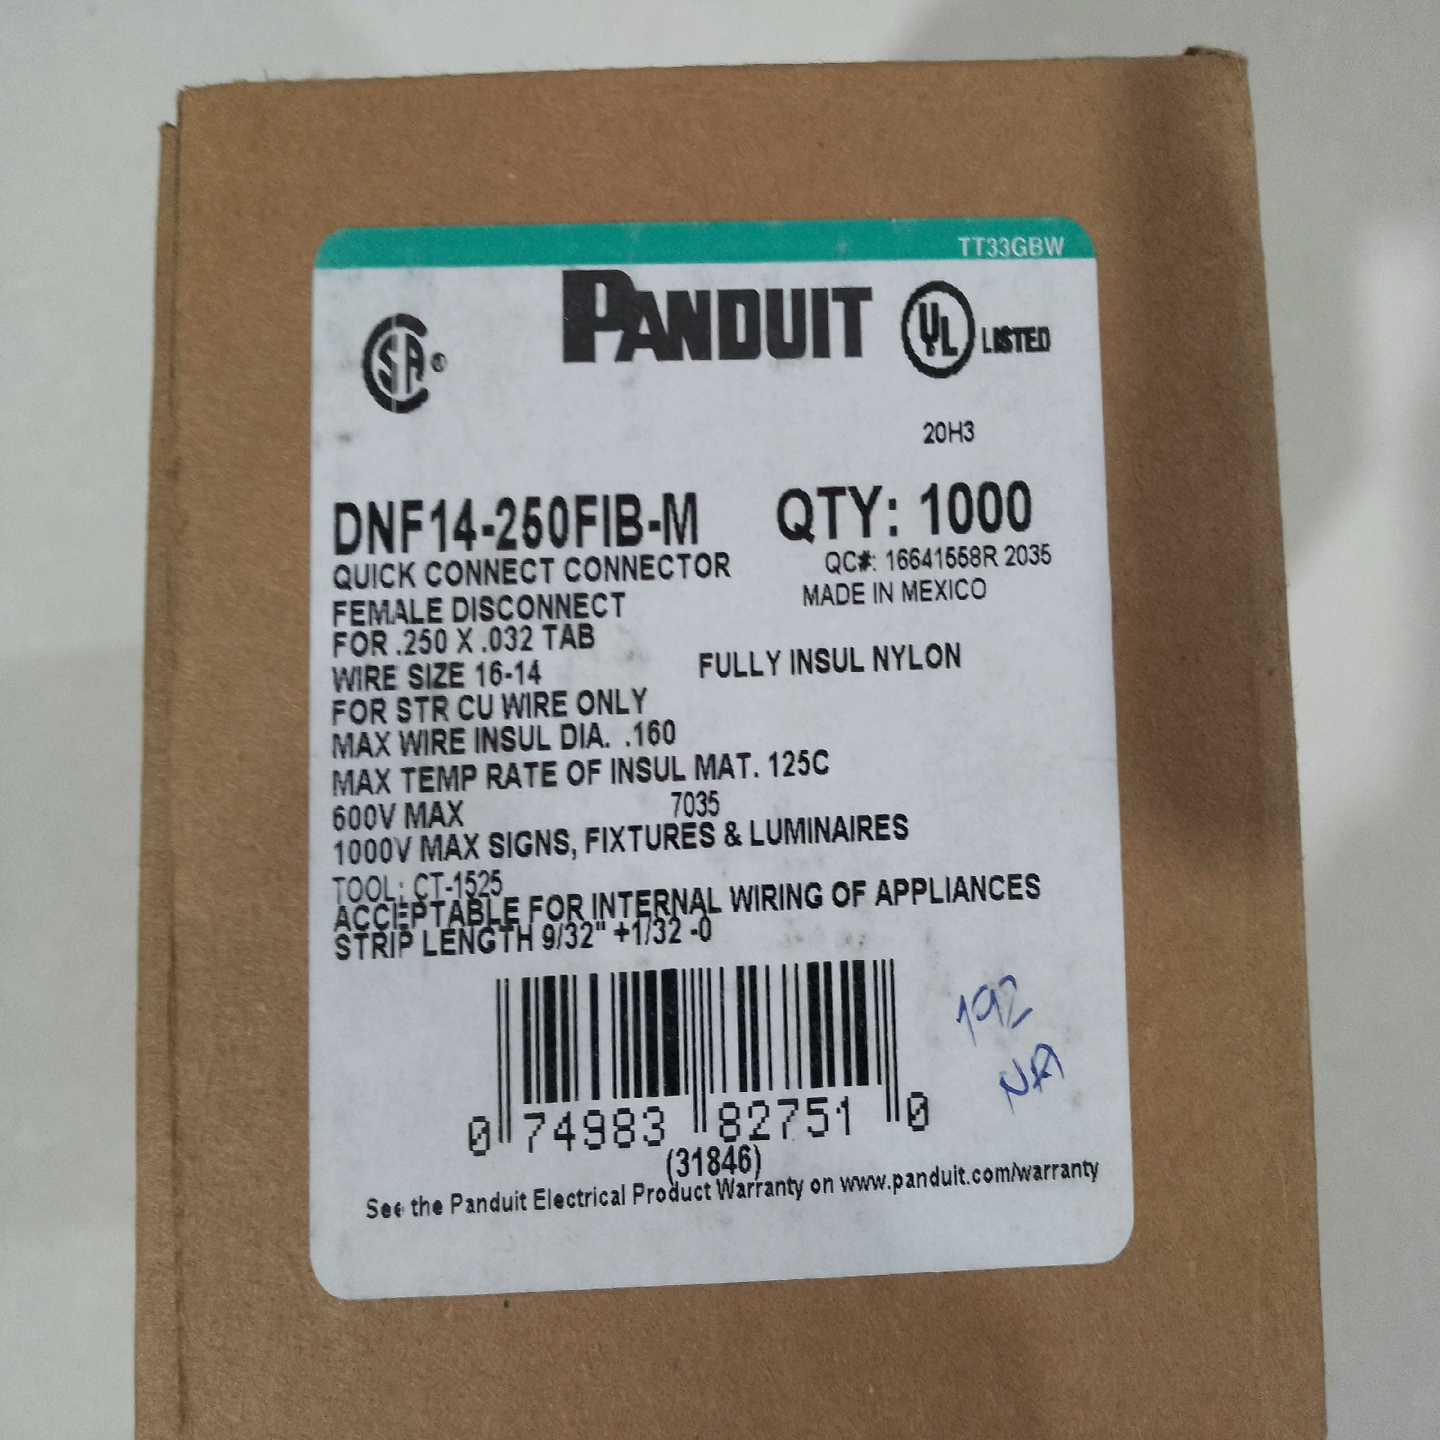 TT33GBW
CSA®
PANDUIT
UL LISTED
20H3
DNF14-250FIB-M QTY: 1000
QUICK CONNECT CONNECTOR QC#: 16641558R 2035
FEMALE DISCONNECT MADE IN MEXICO
FOR .250 X .032 TAB
WIRE SIZE 16-14 FULLY INSUL NYLON
FOR STR CU WIRE ONLY
MAX WIRE INSUL DIA. .160
MAX TEMP RATE OF INSUL MAT. 125C
600V MAX 7035
1000V MAX SIGNS, FIXTURES & LUMINAIRES
TOOL: CT-1525
ACCEPTABLE FOR INTERNAL WIRING OF APPLIANCES
STRIP LENGTH 9/32" +1/32 -0
192
NA
0 74983 82751 0
(31846)
See the Panduit Electrical Product Warranty on www.panduit.com/warranty